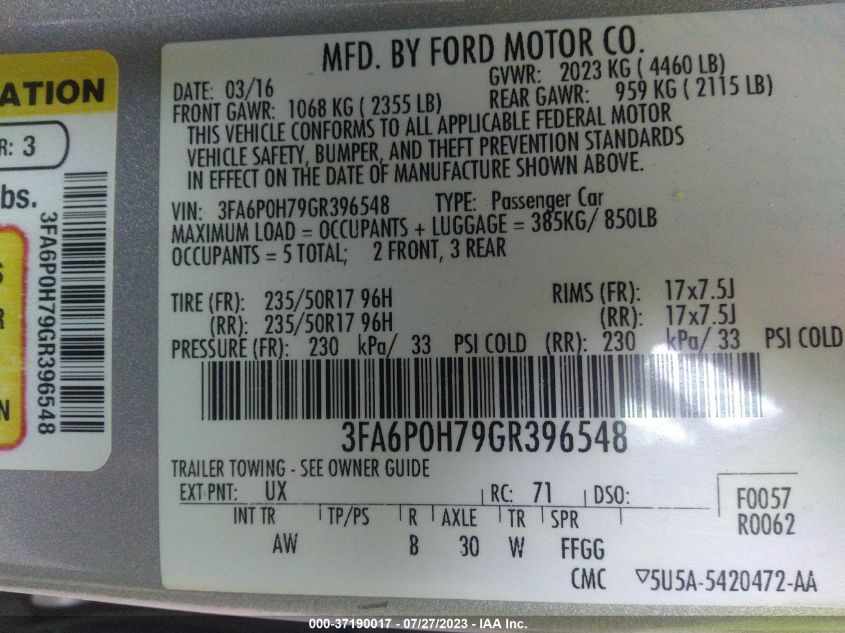 MFD. BY FORD MOTOR CO.
DATE: 03/16 GVWR: 2023 KG ( 4460 LB)
FRONT GAWR: 1068 KG ( 2355 LB) REAR GAWR: 959 KG ( 2115 LB)
THIS VEHICLE CONFORMS TO ALL APPLICABLE FEDERAL MOTOR
VEHICLE SAFETY, BUMPER, AND THEFT PREVENTION STANDARDS
IN EFFECT ON THE DATE OF MANUFACTURE SHOWN ABOVE.
VIN: 3FA6P0H79GR396548 TYPE: Passenger Car
MAXIMUM LOAD = OCCUPANTS + LUGGAGE = 385KG/ 850LB
OCCUPANTS = 5 TOTAL; 2 FRONT, 3 REAR
TIRE (FR): 235/50R17 96H RIMS (FR): 17x7.5J
(RR): 235/50R17 96H (RR): 17x7.5J
PRESSURE (FR): 230 kPa/ 33 PSI COLD (RR): 230 kPa/ 33 PSI COLD
3FA6P0H79GR396548
TRAILER TOWING - SEE OWNER GUIDE
EXT PNT: UX RC: 71 DSO:
F0057
R0062
INT TR TP/PS R AXLE TR SPR
AW B 30 W FFGG
CMC ▽5U5A-5420472-AA
ATION
R: 3
bs.
3FA6P0H79GR396548
S
R
N
000-37190017 / 07/27/2023 - IAA Inc.